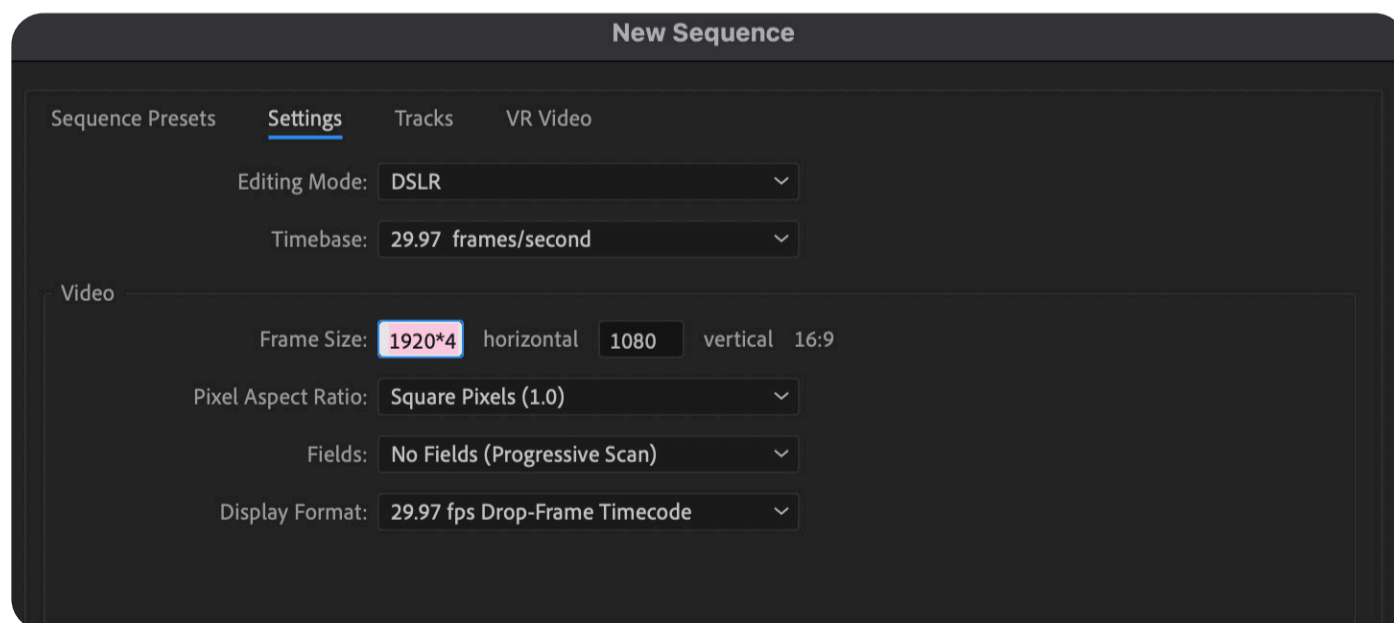 New Sequence
Sequence Presets Settings Tracks VR Video
Editing Mode: DSLR
Timebase: 29.97 frames/second
Video
Frame Size: 1920*4 horizontal 1080 vertical 16:9
Pixel Aspect Ratio: Square Pixels (1.0)
Fields: No Fields (Progressive Scan)
Display Format: 29.97 fps Drop-Frame Timecode